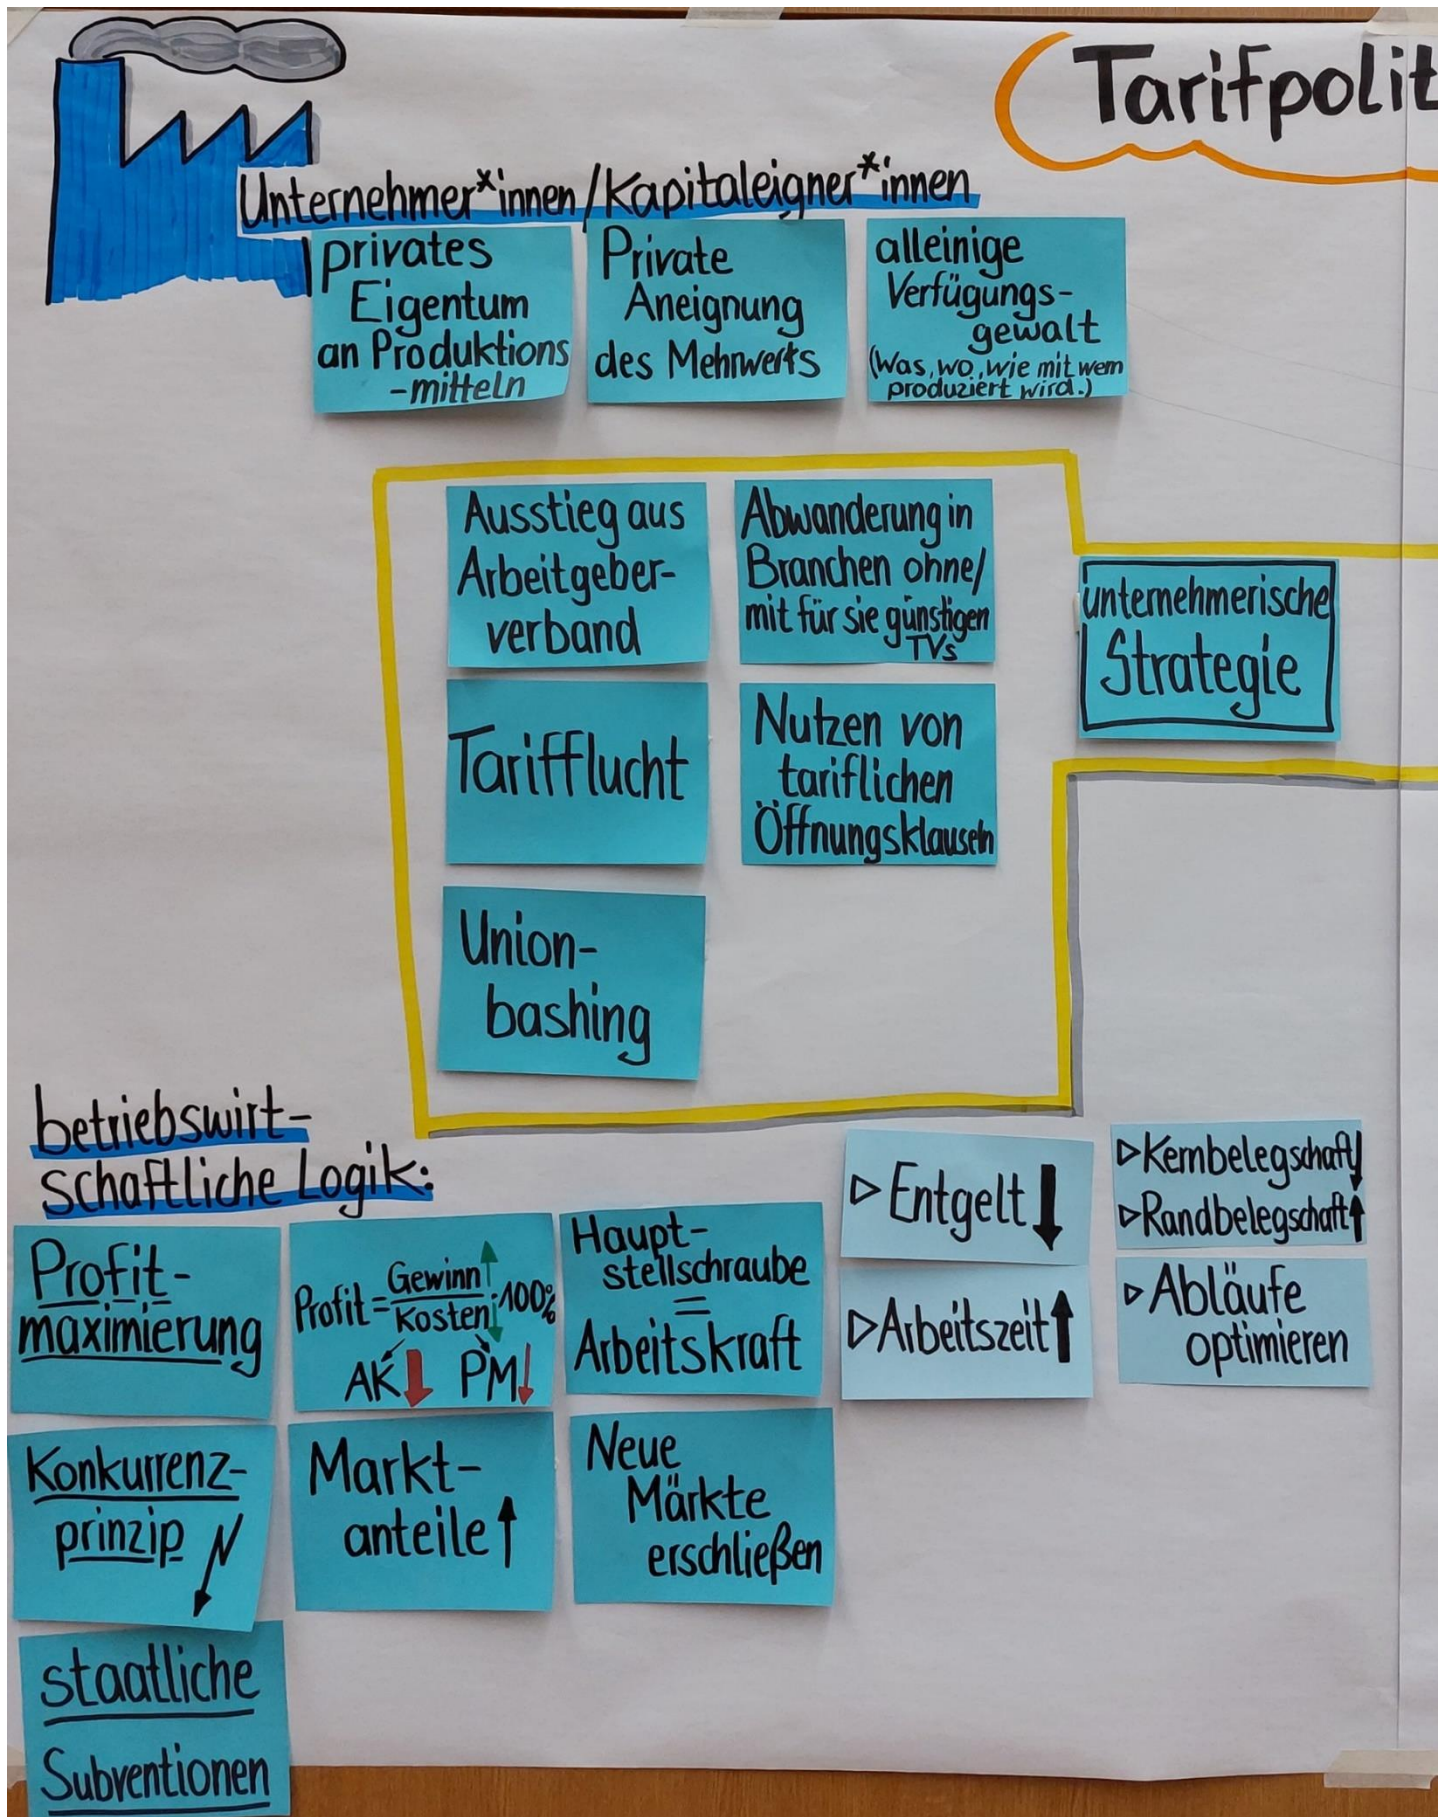 Tarifpolit
Unternehmer*innen/Kapitaleigner*innen
privates
Eigentum
an Produktions
-mitteln
Private
Aneignung
des Mehrwerts
alleinige
Verfügungs-
gewalt
(Was, wo, wie mit wem
produziert wird.)
Ausstieg aus
Arbeitgeber-
verband
Abwanderung in
Branchen ohne/
mit für sie günstigen
TVs
unternehmerische
Strategie
Tarifflucht
Nutzen von
tariflichen
Öffnungsklauseln
Union-
bashing
betriebswirt-
schaftliche Logik:
Profit-
maximierung
Profit = Gewinn↑ / Kosten↓ · 100%
AK↓ PM↓
Haupt-
stellschraube
=
Arbeitskraft
▷ Entgelt↓
▷ Arbeitszeit↑
▷ Kernbelegschaft↓
▷ Randbelegschaft↑
▷ Abläufe
optimieren
Konkurrenz-
prinzip
Markt-
anteile↑
Neue
Märkte
erschließen
staatliche
Subventionen